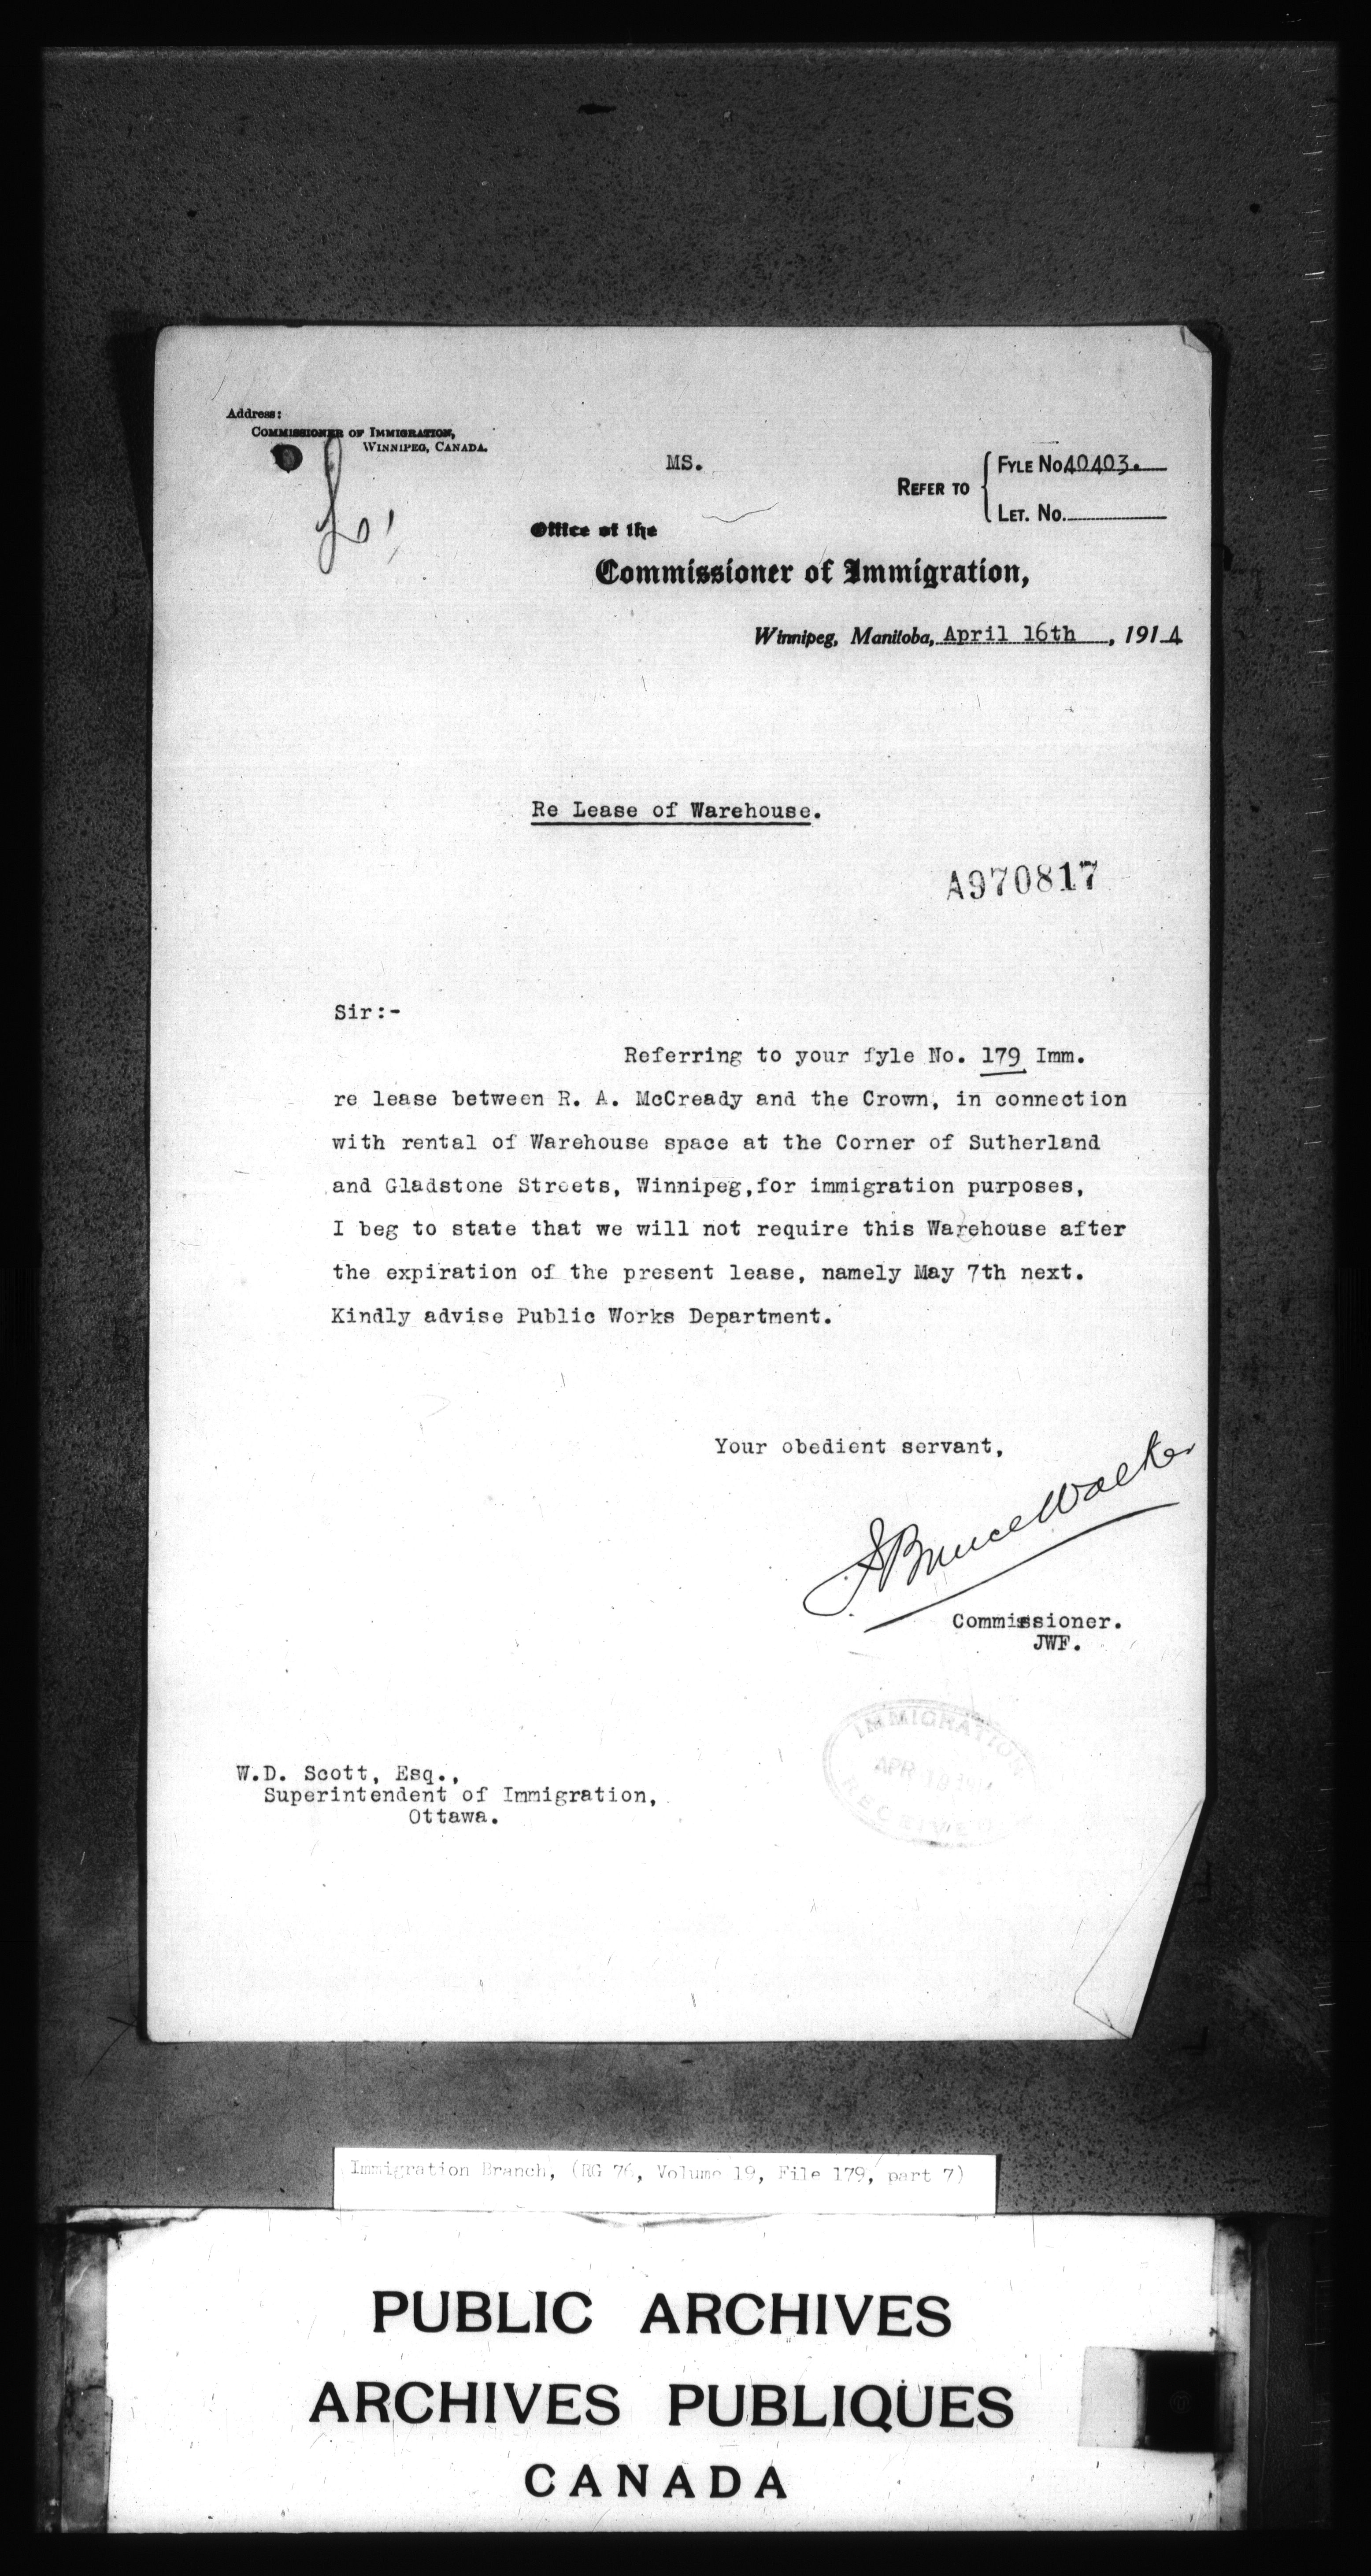 Address:
COMMISSIONER OF IMMIGRATION,
WINNIPEG, CANADA.
MS.
REFER TO
FYLE No 40403.
LET. No.
Office of the
Commissioner of Immigration,
Winnipeg, Manitoba, April 16th, 1914
Re Lease of Warehouse.
A970817
Sir:-
Referring to your fyle No. 179 Imm.
re lease between R. A. McCready and the Crown, in connection
with rental of Warehouse space at the Corner of Sutherland
and Gladstone Streets, Winnipeg,for immigration purposes,
I beg to state that we will not require this Warehouse after
the expiration of the present lease, namely May 7th next.
Kindly advise Public Works Department.
Your obedient servant,
J Bruce Walker
Commissioner.
JWF.
IMMIGRATION
APR
RECEIVED
W.D. Scott, Esq.,
Superintendent of Immigration,
Ottawa.
Immigration Branch, (RG 76, Volume 19, File 179, part 7)
PUBLIC ARCHIVES
ARCHIVES PUBLIQUES
CANADA